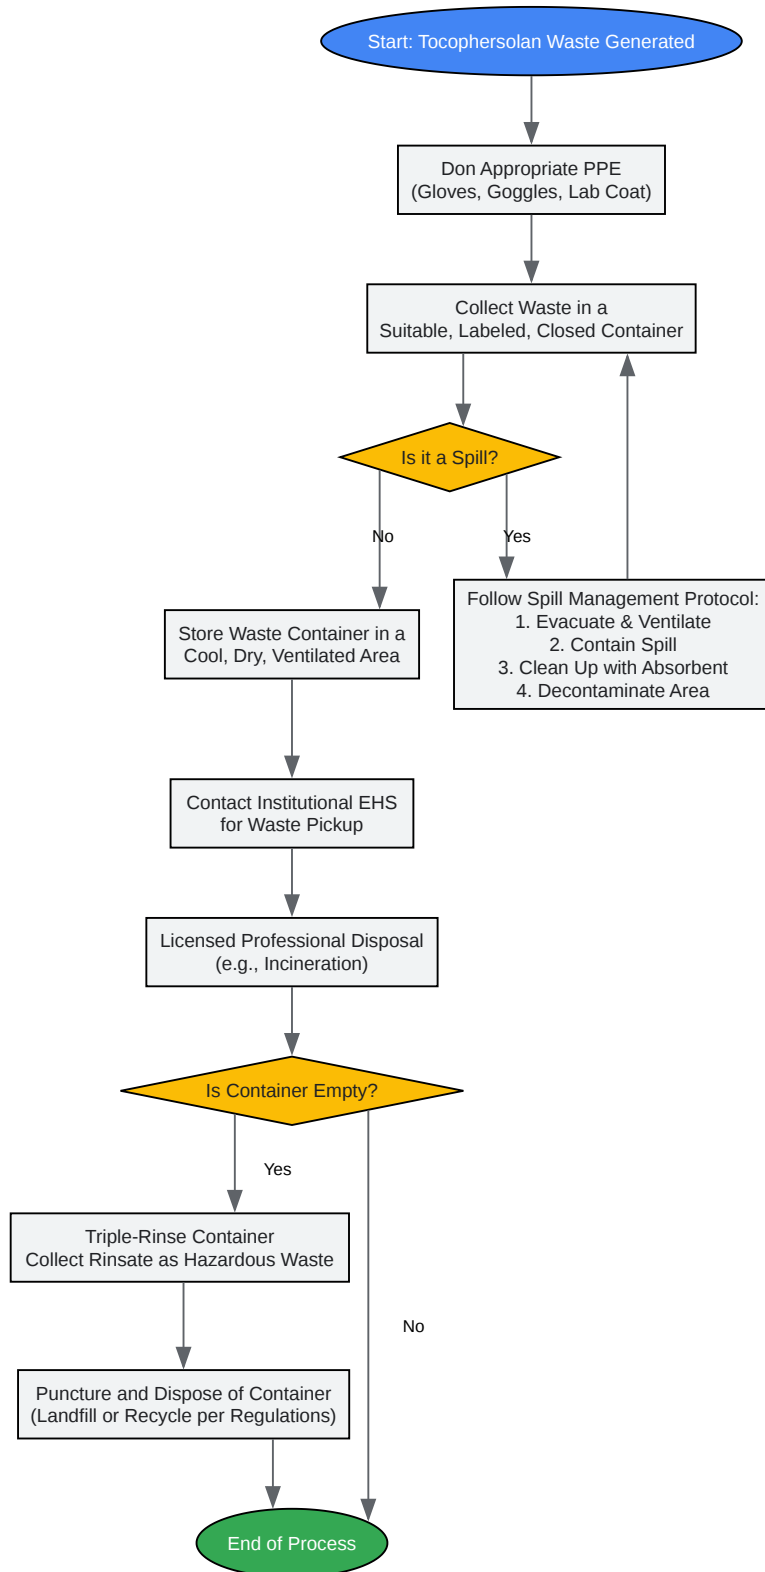 Start: Tocophersolan Waste Generated
Don Appropriate PPE
(Gloves, Goggles, Lab Coat)
Collect Waste in a
Suitable, Labeled, Closed Container
Is it a Spill?
No
Yes
Follow Spill Management Protocol:
1. Evacuate & Ventilate
2. Contain Spill
3. Clean Up with Absorbent
4. Decontaminate Area
Store Waste Container in a
Cool, Dry, Ventilated Area
Contact Institutional EHS
for Waste Pickup
Licensed Professional Disposal
(e.g., Incineration)
Is Container Empty?
Yes
Triple-Rinse Container
Collect Rinsate as Hazardous Waste
No
Puncture and Dispose of Container
(Landfill or Recycle per Regulations)
End of Process